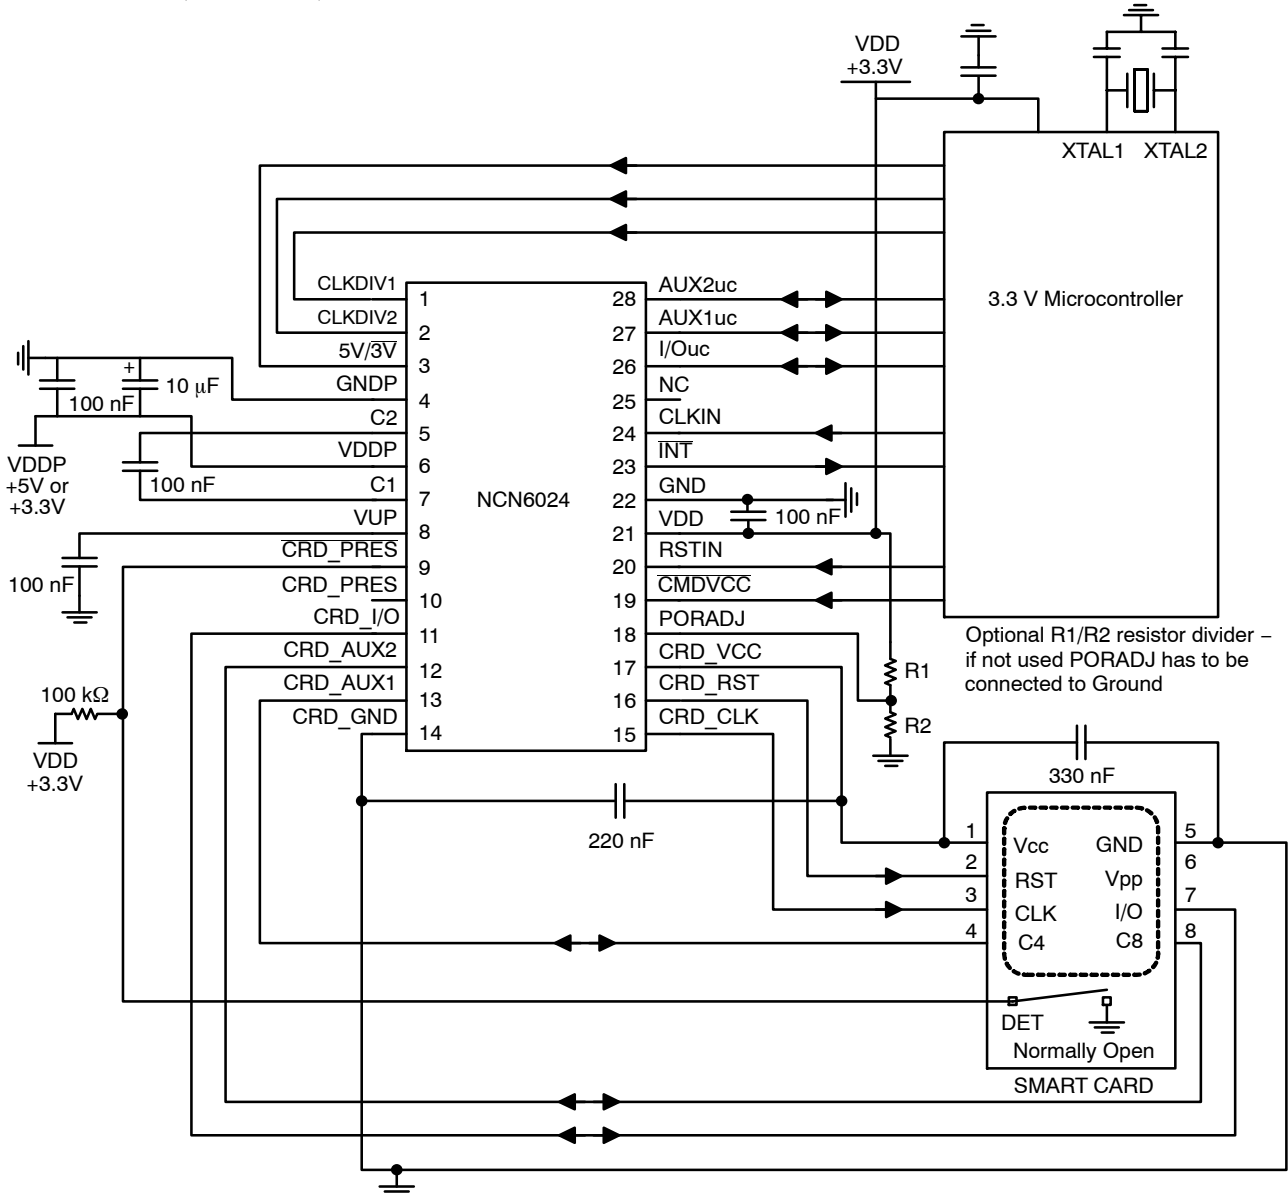 VDD
+3.3V
XTAL1 XTAL2
3.3 V Microcontroller
CLKDIV1
1
CLKDIV2
2
5V/3V
3
GNDP
4
C2
5
VDDP
6
C1
7
VUP
8
CRD_PRES
9
CRD_PRES
10
CRD_I/O
11
CRD_AUX2
12
CRD_AUX1
13
CRD_GND
14
NCN6024
AUX2uc
28
AUX1uc
27
I/Ouc
26
NC
25
CLKIN
24
INT
23
GND
22
VDD
21
RSTIN
20
CMDVCC
19
PORADJ
18
CRD_VCC
17
CRD_RST
16
CRD_CLK
15
+
10 μF
100 nF
VDDP
+5V or
+3.3V
100 nF
100 nF
100 kΩ
VDD
+3.3V
100 nF
R1
R2
Optional R1/R2 resistor divider –
if not used PORADJ has to be
connected to Ground
220 nF
330 nF
1
2
3
4
Vcc
RST
CLK
C4
GND
Vpp
I/O
C8
5
6
7
8
DET
Normally Open
SMART CARD